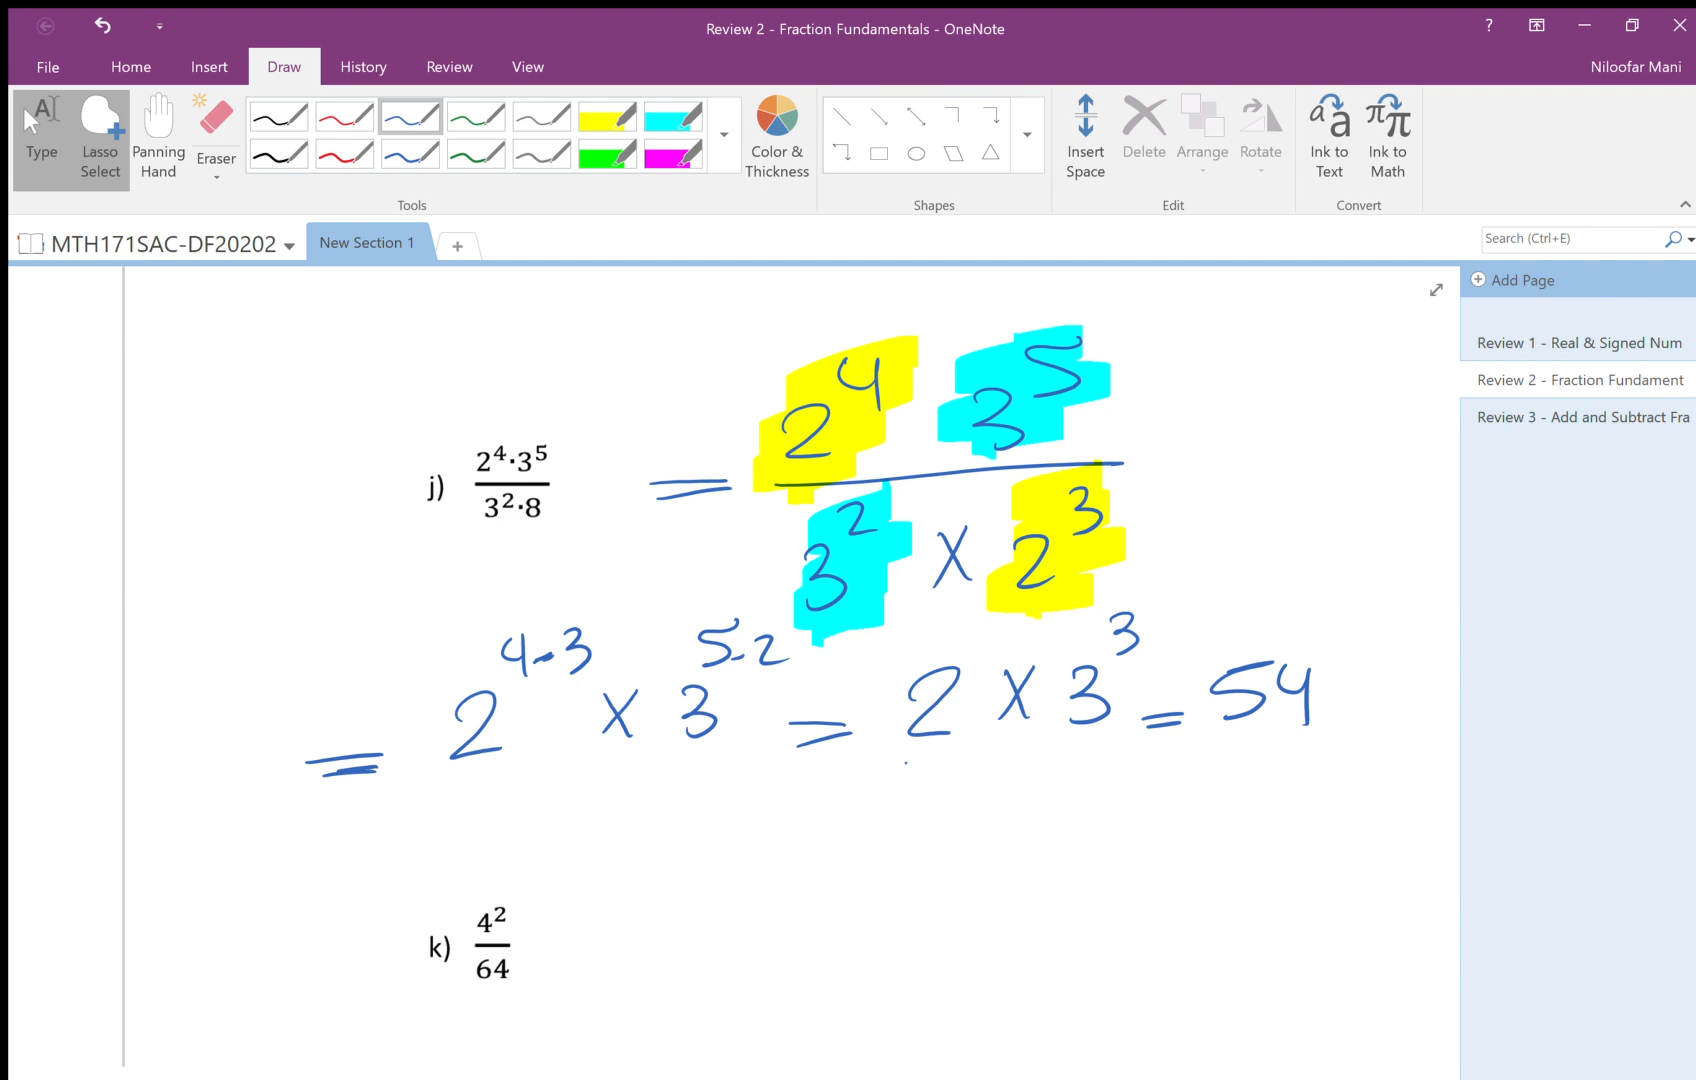 Review 2 - Fraction Fundamentals - OneNote
?
File Home Insert Draw History Review View
Niloofar Mani
Type
Lasso Select
Panning Hand
Eraser
Color & Thickness
Insert Space
Delete
Arrange
Rotate
Ink to Text
Ink to Math
Tools
Shapes
Edit
Convert
MTH171SAC-DF20202
New Section 1
+
Search (Ctrl+E)
Add Page
Review 1 - Real & Signed Num
Review 2 - Fraction Fundament
Review 3 - Add and Subtract Fra
j) 2⁴·3⁵ / 3²·8 = 2⁴ 3⁵ / 3² × 2³
= 2⁴⁻³ × 3⁵⁻² = 2 × 3³ = 54
k) 4² / 64